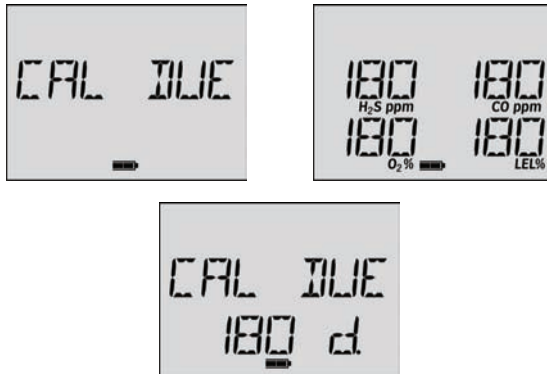 CAL DUE
180 180
H₂S ppm CO ppm
180 180
O₂% LEL%
CAL DUE
180 d.